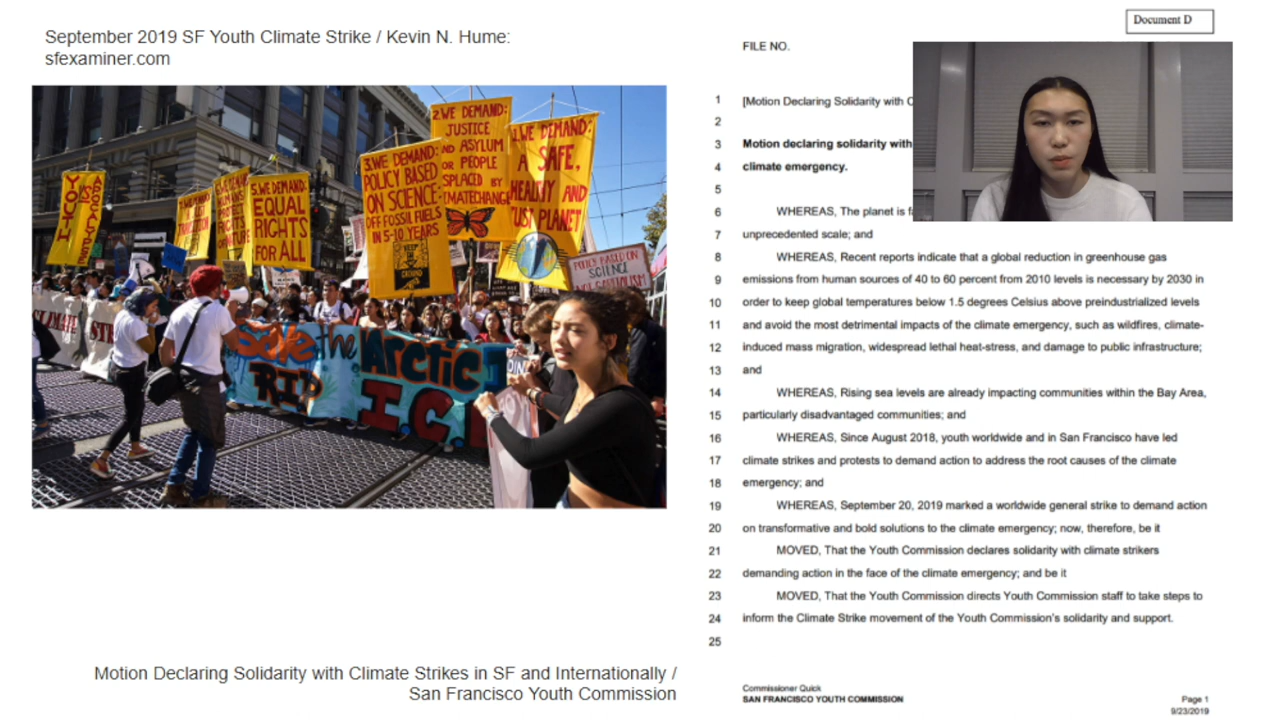 September 2019 SF Youth Climate Strike / Kevin N. Hume:
sfexaminer.com
3.WE DEMAND:
POLICY BASED
ON SCIENCE:
OFF FOSSIL FUELS
IN 5-10 YEARS
KEEP
IT IN
GROUND
2.WE DEMAND:
JUSTICE
AND ASYLUM
OR PEOPLE
SPLACED BY
IMATECHANGE
1.WE DEMAND:
A SAFE,
HEALTHY AND
JUST PLANET
5.WE DEMAND:
EQUAL
RIGHTS
FOR ALL
POLICY BASED ON
SCIENCE
CLIMATE STR
the Arctic
RIP I.C.
Motion Declaring Solidarity with Climate Strikes in SF and Internationally /
San Francisco Youth Commission
Document D
FILE NO.
1 [Motion Declaring Solidarity with C
2
3 Motion declaring solidarity with
4 climate emergency.
5
6 WHEREAS, The planet is f
7 unprecedented scale; and
8 WHEREAS, Recent reports indicate that a global reduction in greenhouse gas
9 emissions from human sources of 40 to 60 percent from 2010 levels is necessary by 2030 in
10 order to keep global temperatures below 1.5 degrees Celsius above preindustrialized levels
11 and avoid the most detrimental impacts of the climate emergency, such as wildfires, climate-
12 induced mass migration, widespread lethal heat-stress, and damage to public infrastructure;
13 and
14 WHEREAS, Rising sea levels are already impacting communities within the Bay Area,
15 particularly disadvantaged communities; and
16 WHEREAS, Since August 2018, youth worldwide and in San Francisco have led
17 climate strikes and protests to demand action to address the root causes of the climate
18 emergency; and
19 WHEREAS, September 20, 2019 marked a worldwide general strike to demand action
20 on transformative and bold solutions to the climate emergency; now, therefore, be it
21 MOVED, That the Youth Commission declares solidarity with climate strikers
22 demanding action in the face of the climate emergency; and be it
23 MOVED, That the Youth Commission directs Youth Commission staff to take steps to
24 inform the Climate Strike movement of the Youth Commission's solidarity and support.
25
Commissioner Quick
SAN FRANCISCO YOUTH COMMISSION
Page 1
9/23/2019